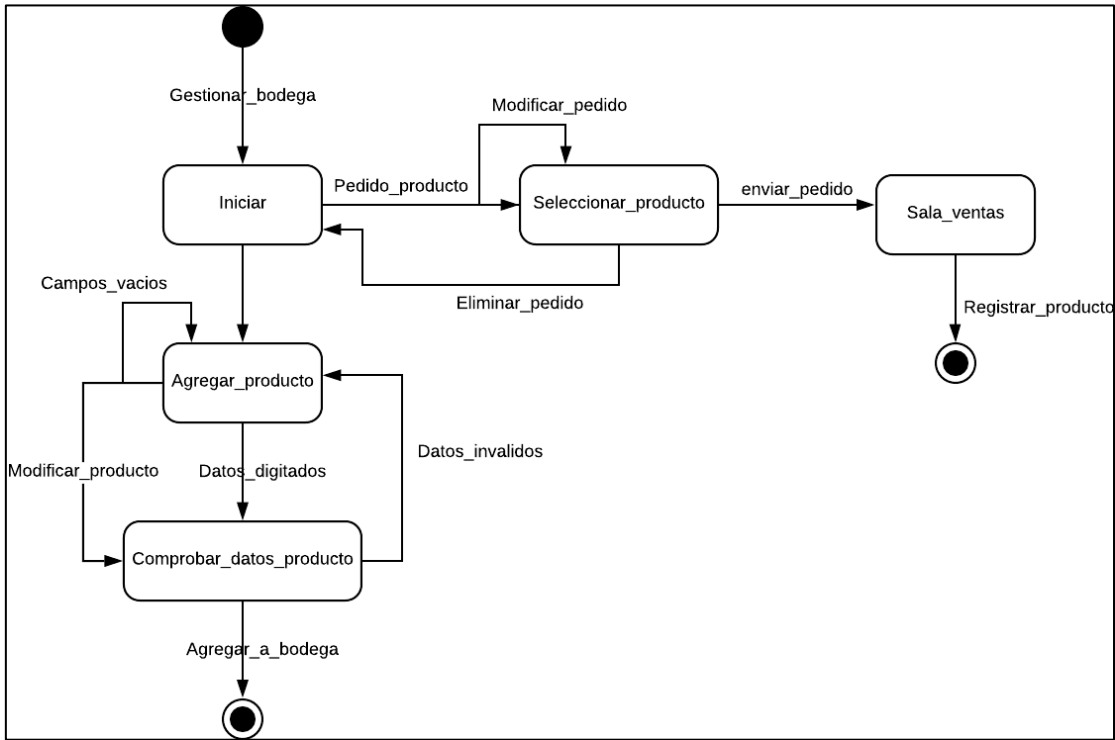 Gestionar_bodega
Modificar_pedido
Iniciar
Pedido_producto
Seleccionar_producto
enviar_pedido
Sala_ventas
Eliminar_pedido
Registrar_producto
Campos_vacios
Agregar_producto
Modificar_producto
Datos_digitados
Datos_invalidos
Comprobar_datos_producto
Agregar_a_bodega